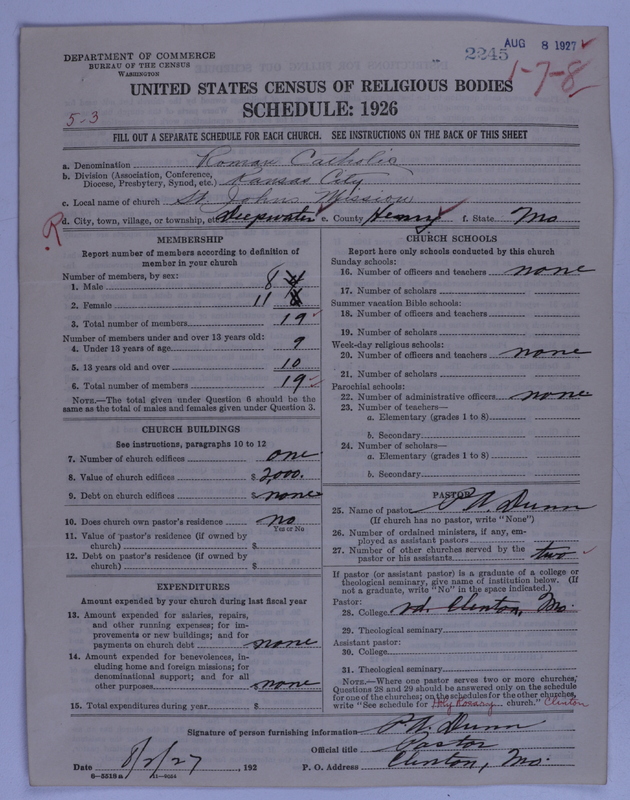 2245 AUG 8 1927
1-7-8
DEPARTMENT OF COMMERCE
BUREAU OF THE CENSUS
WASHINGTON
UNITED STATES CENSUS OF RELIGIOUS BODIES
SCHEDULE: 1926
5-3
FILL OUT A SEPARATE SCHEDULE FOR EACH CHURCH. SEE INSTRUCTIONS ON THE BACK OF THIS SHEET
a. Denomination Roman Catholic
b. Division (Association, Conference,
Diocese, Presbytery, Synod, etc.) Kansas City
c. Local name of church St. Johns Mission
R
d. City, town, village, or township, etc. Deepwater e. County Henry f. State Mo
MEMBERSHIP
Report number of members according to definition of
member in your church
Number of members, by sex:
1. Male 8
2. Female 11
3. Total number of members 19
Number of members under and over 13 years old:
4. Under 13 years of age 9
5. 13 years old and over 10
6. Total number of members 19
NOTE.—The total given under Question 6 should be the
same as the total of males and females given under Question 3.
CHURCH BUILDINGS
See instructions, paragraphs 10 to 12
7. Number of church edifices one
8. Value of church edifices $ 2,000.
9. Debt on church edifices $ none
10. Does church own pastor's residence no
Yes or No
11. Value of pastor's residence (if owned by
church) $
12. Debt on pastor's residence (if owned by
church) $
EXPENDITURES
Amount expended by your church during last fiscal year
13. Amount expended for salaries, repairs,
and other running expenses; for im-
provements or new buildings; and for
payments on church debt none
14. Amount expended for benevolences, in-
cluding home and foreign missions; for
denominational support; and for all
other purposes none
15. Total expenditures during year $
CHURCH SCHOOLS
Report here only schools conducted by this church
Sunday schools:
16. Number of officers and teachers none
17. Number of scholars
Summer vacation Bible schools:
18. Number of officers and teachers
19. Number of scholars
Week-day religious schools:
20. Number of officers and teachers none
21. Number of scholars
Parochial schools:
22. Number of administrative officers none
23. Number of teachers—
a. Elementary (grades 1 to 8)
b. Secondary
24. Number of scholars—
a. Elementary (grades 1 to 8)
b. Secondary
PASTOR
25. Name of pastor Dunn
(If church has no pastor, write "None")
26. Number of ordained ministers, if any, em-
ployed as assistant pastors
27. Number of other churches served by the
pastor or his assistants two
If pastor (or assistant pastor) is a graduate of a college or
theological seminary, give name of institution below. (If
not a graduate, write "No" in the space indicated.)
Pastor:
28. College Clinton, Mo.
29. Theological seminary
Assistant pastor:
30. College
31. Theological seminary
NOTE.—Where one pastor serves two or more churches,
Questions 28 and 29 should be answered only on the schedule
for one of the churches; on the schedules for the other churches,
write "See schedule for Holy Rosary church." Clinton
Signature of person furnishing information Dunn
Official title Pastor
Date 8/2/27, 192 P. O. Address Clinton, Mo.
6-5518a 11-9054